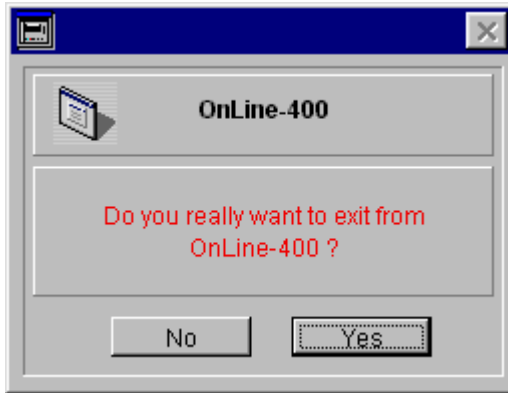 OnLine-400
Do you really want to exit from
OnLine-400 ?
No
Yes